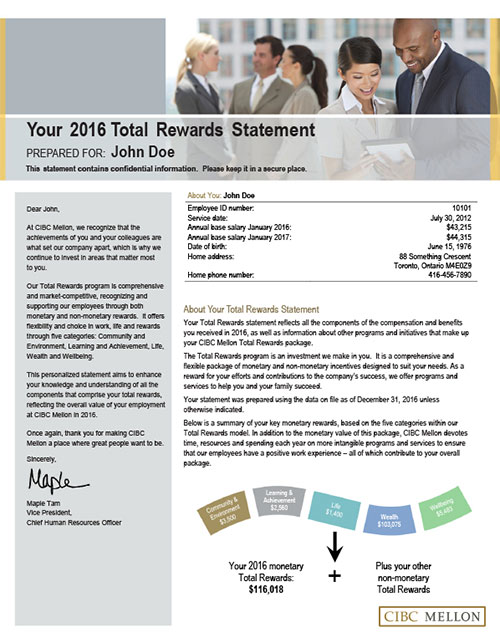 Your 2016 Total Rewards Statement
PREPARED FOR: John Doe
This statement contains confidential information. Please keep it in a secure place.
Dear John,
At CIBC Mellon, we recognize that the
achievements of you and your colleagues are
what set our company apart, which is why we
continue to invest in areas that matter most
to you.
Our Total Rewards program is comprehensive
and market-competitive, recognizing and
supporting our employees through both
monetary and non-monetary rewards. It offers
flexibility and choice in work, life and rewards
through five categories: Community and
Environment, Learning and Achievement, Life,
Wealth and Wellbeing.
This personalized statement aims to enhance
your knowledge and understanding of all the
components that comprise your total rewards,
reflecting the overall value of your employment
at CIBC Mellon in 2016.
Once again, thank you for making CIBC
Mellon a place where great people want to be.
Sincerely,
Maple
Maple Tam
Vice President,
Chief Human Resources Officer
About You: John Doe
Employee ID number: 10101
Service date: July 30, 2012
Annual base salary January 2016: $43,215
Annual base salary January 2017: $44,315
Date of birth: June 15, 1976
Home address: 88 Something Crescent
Toronto, Ontario M4E0Z9
Home phone number: 416-456-7890
About Your Total Rewards Statement
Your Total Rewards statement reflects all the components of the compensation and benefits
you received in 2016, as well as information about other programs and initiatives that make up
your CIBC Mellon Total Rewards package.
The Total Rewards program is an investment we make in you. It is a comprehensive and
flexible package of monetary and non-monetary incentives designed to suit your needs. As a
reward for your efforts and contributions to the company's success, we offer programs and
services to help you and your family succeed.
Your statement was prepared using the data on file as of December 31, 2016 unless
otherwise indicated.
Below is a summary of your key monetary rewards, based on the five categories within our
Total Rewards model. In addition to the monetary value of this package, CIBC Mellon devotes
time, resources and spending each year on more intangible programs and services to ensure
that our employees have a positive work experience – all of which contribute to your overall
package.
Community &
Environment
$3,500
Learning &
Achievement
$2,560
Life
Wealth
$103,075
Wellbeing
Your 2016 monetary
Total Rewards:
$116,018
+
Plus your other
non-monetary
Total Rewards
CIBC MELLON